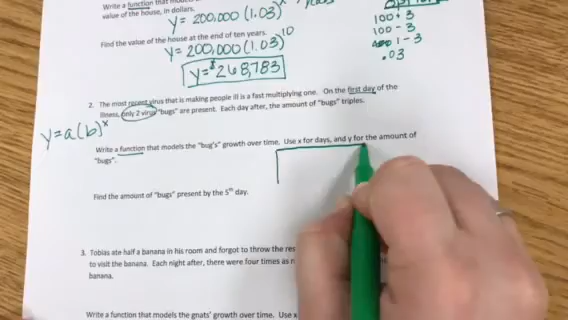 Write a function that
value of the house, in dollars.
y = 200,000 (1.03)ˣ
Find the value of the house at the end of ten years.
y = 200,000 (1.03)¹⁰
y = $268,783
100 + 3
100 - 3
1 - 3
.03
2. The most recent virus that is making people ill is a fast multiplying one. On the first day of the
illness, only 2 virus "bugs" are present. Each day after, the amount of "bugs" triples.
y = a(b)ˣ
Write a function that models the "bug's" growth over time. Use x for days, and y for the amount of
"bugs".
Find the amount of "bugs" present by the 5ᵗʰ day.
3. Tobias ate half a banana in his room and forgot to throw the
to visit the banana. Each night after, there were four times as
banana.
Write a function that models the gnats' growth over time. Use x